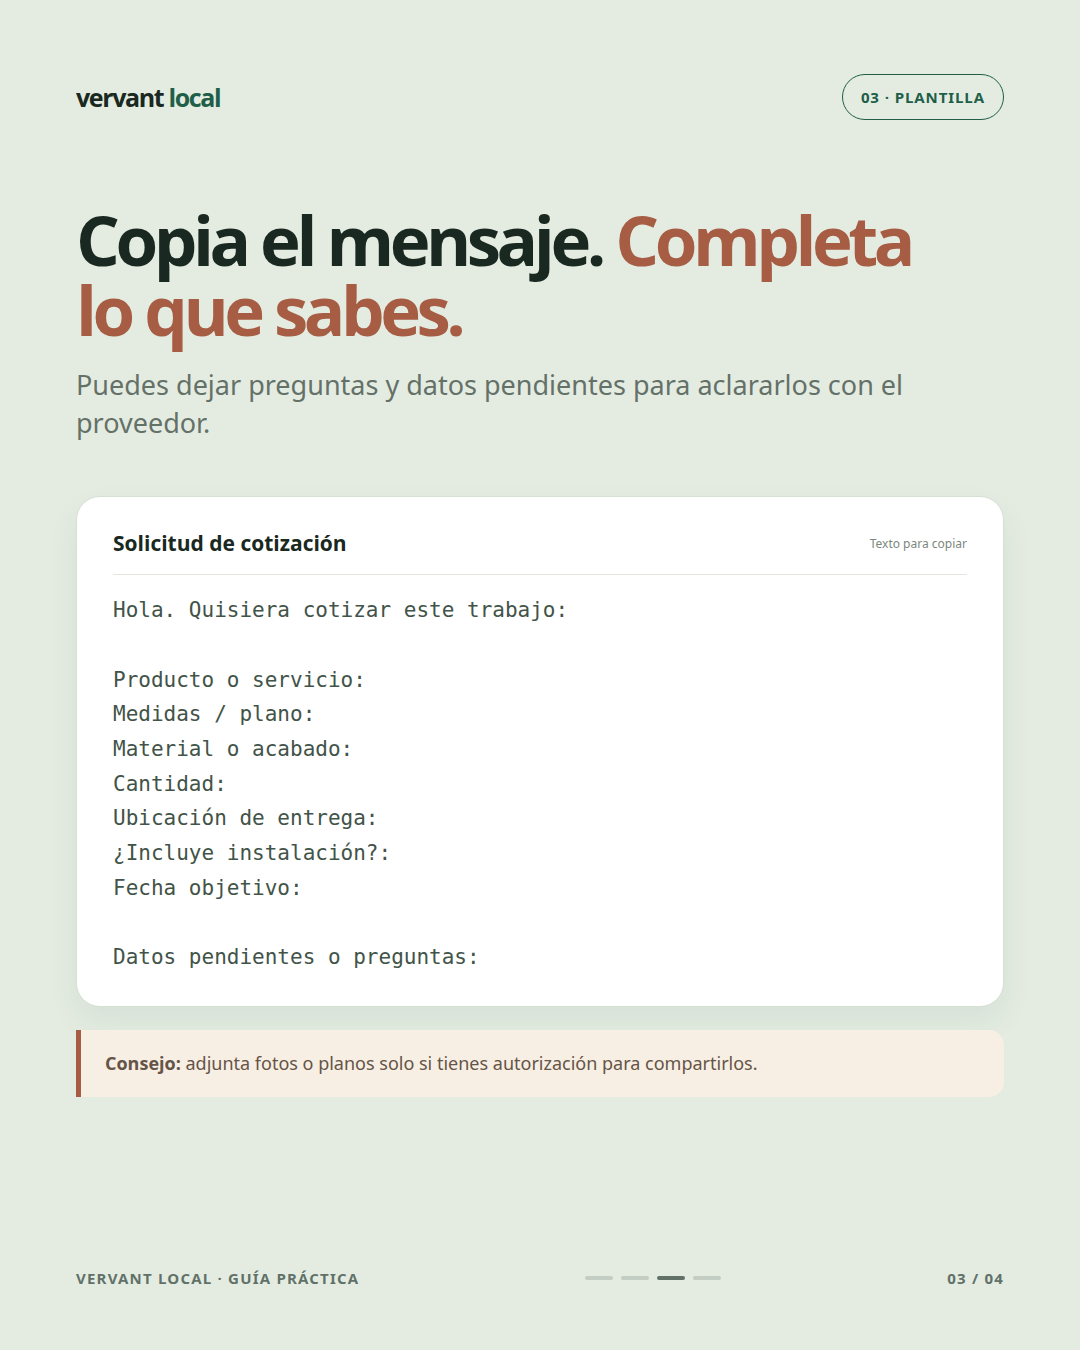 vervant local
03 · PLANTILLA
Copia el mensaje. Completa
lo que sabes.
Puedes dejar preguntas y datos pendientes para aclararlos con el
proveedor.
Solicitud de cotización
Texto para copiar
Hola. Quisiera cotizar este trabajo:
Producto o servicio:
Medidas / plano:
Material o acabado:
Cantidad:
Ubicación de entrega:
¿Incluye instalación?:
Fecha objetivo:
Datos pendientes o preguntas:
Consejo: adjunta fotos o planos solo si tienes autorización para compartirlos.
VERVANT LOCAL · GUÍA PRÁCTICA
03 / 04